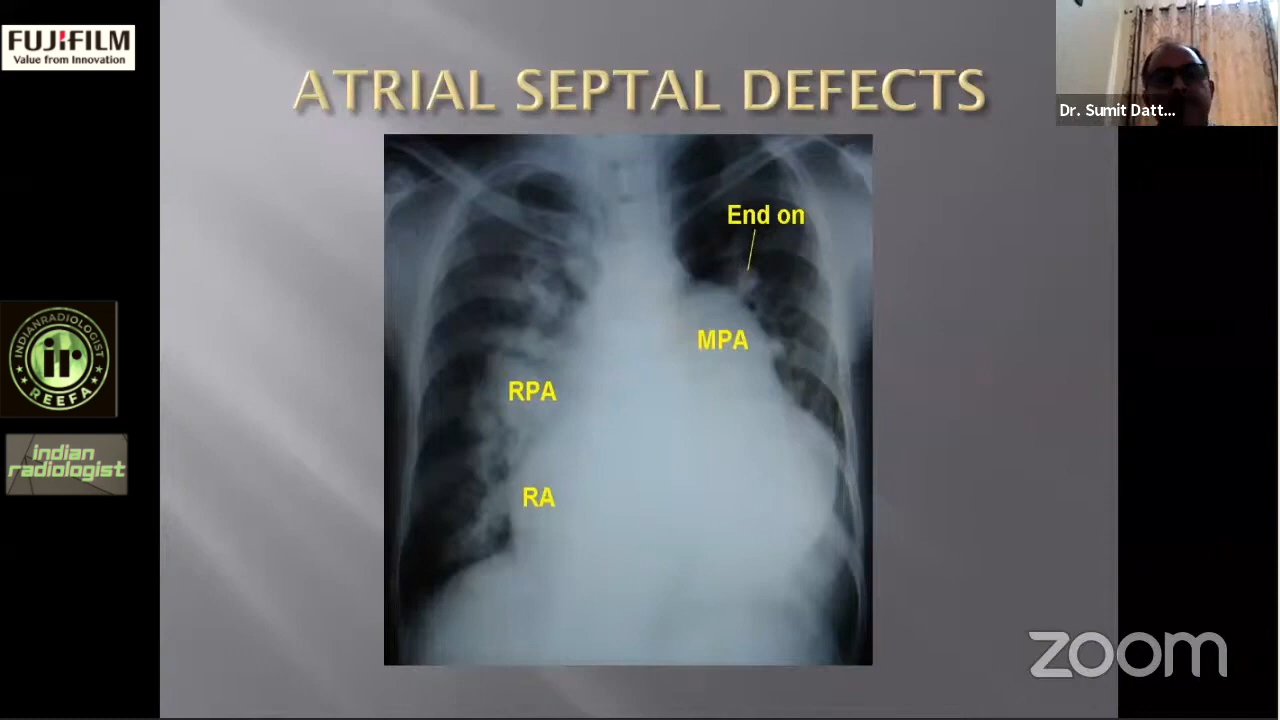 FUJIFILM
Value from Innovation
ATRIAL SEPTAL DEFECTS
Dr. Sumit Datt...
End on
MPA
RPA
RA
INDIANRADIOLOGIST
ir
REEFA
indian
radiologist
zoom